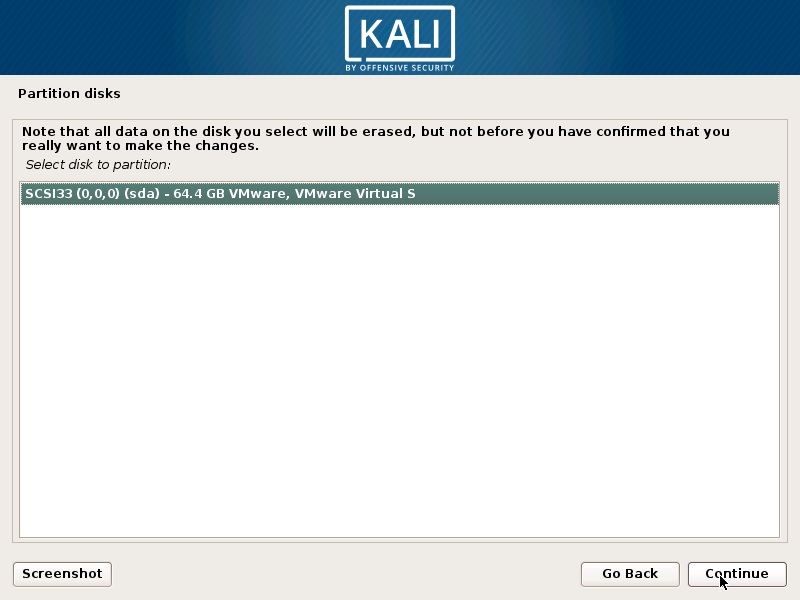 KALI
BY OFFENSIVE SECURITY
Partition disks
Note that all data on the disk you select will be erased, but not before you have confirmed that you
really want to make the changes.
Select disk to partition:
SCSI33 (0,0,0) (sda) - 64.4 GB VMware, VMware Virtual S
Screenshot
Go Back
Continue